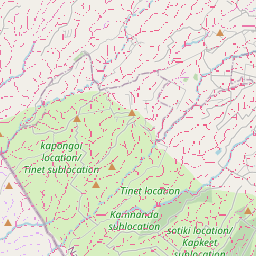 kapongol
location/
Tinet sublocation
Tinet location
Kamnanda
sublocation
sotiki location/
Kapkeet
sublocation